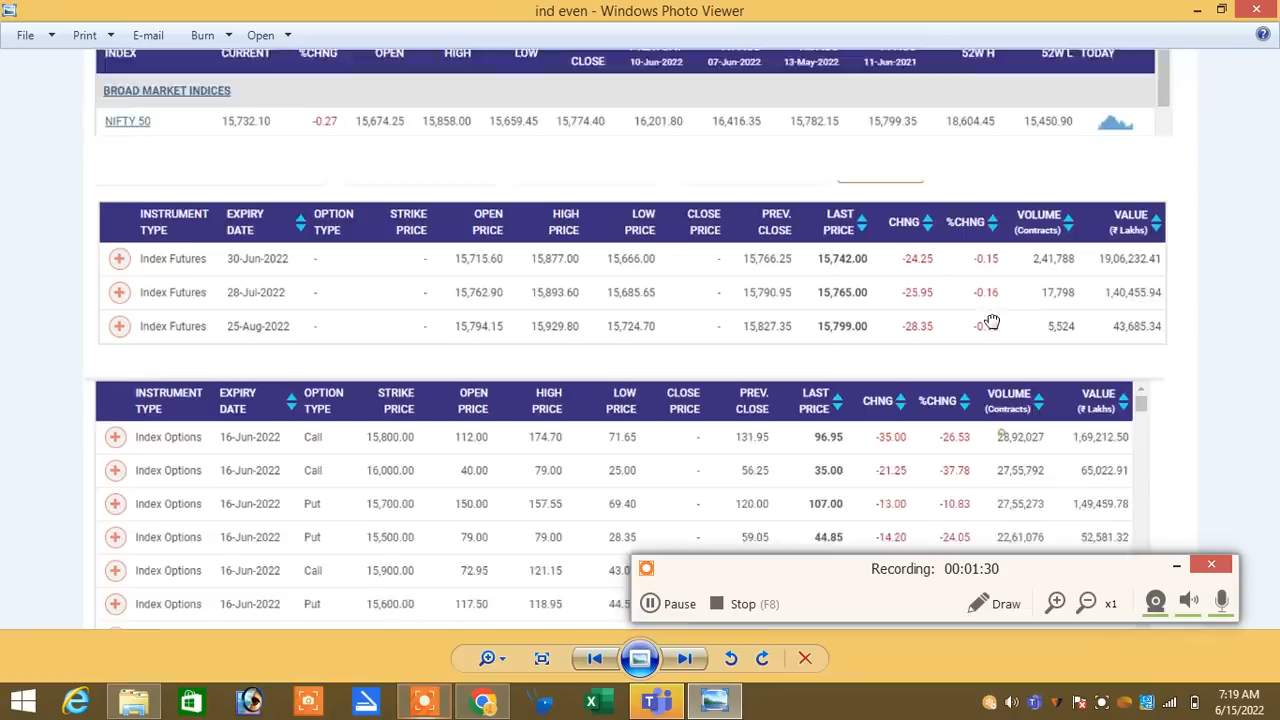 ind even - Windows Photo Viewer
File Print E-mail Burn Open
INDEX CURRENT %CHNG OPEN HIGH LOW CLOSE 10-Jun-2022 07-Jun-2022 13-May-2022 11-Jun-2021 52W H 52W L TODAY
BROAD MARKET INDICES
NIFTY 50 15,732.10 -0.27 15,674.25 15,858.00 15,659.45 15,774.40 16,201.80 16,416.35 15,782.15 15,799.35 18,604.45 15,450.90
INSTRUMENT TYPE EXPIRY DATE OPTION TYPE STRIKE PRICE OPEN PRICE HIGH PRICE LOW PRICE CLOSE PRICE PREV. CLOSE LAST PRICE CHNG %CHNG VOLUME (Contracts) VALUE (₹ Lakhs)
Index Futures 30-Jun-2022 - - 15,715.60 15,877.00 15,666.00 - 15,766.25 15,742.00 -24.25 -0.15 2,41,788 19,06,232.41
Index Futures 28-Jul-2022 - - 15,762.90 15,893.60 15,685.65 - 15,790.95 15,765.00 -25.95 -0.16 17,798 1,40,455.94
Index Futures 25-Aug-2022 - - 15,794.15 15,929.80 15,724.70 - 15,827.35 15,799.00 -28.35 5,524 43,685.34
INSTRUMENT TYPE EXPIRY DATE OPTION TYPE STRIKE PRICE OPEN PRICE HIGH PRICE LOW PRICE CLOSE PRICE PREV. CLOSE LAST PRICE CHNG %CHNG VOLUME (Contracts) VALUE (₹ Lakhs)
Index Options 16-Jun-2022 Call 15,800.00 112.00 174.70 71.65 - 131.95 96.95 -35.00 -26.53 28,92,027 1,69,212.50
Index Options 16-Jun-2022 Call 16,000.00 40.00 79.00 25.00 - 56.25 35.00 -21.25 -37.78 27,55,792 65,022.91
Index Options 16-Jun-2022 Put 15,700.00 150.00 157.55 69.40 - 120.00 107.00 -13.00 -10.83 27,55,273 1,49,459.78
Index Options 16-Jun-2022 Put 15,500.00 79.00 79.00 28.35 - 59.05 44.85 -14.20 -24.05 22,61,076 52,581.32
Index Options 16-Jun-2022 Call 15,900.00 72.95 121.15
Index Options 16-Jun-2022 Put 15,600.00 117.50 118.95
Recording: 00:01:30
Pause Stop (F8) Draw x1
7:19 AM
6/15/2022